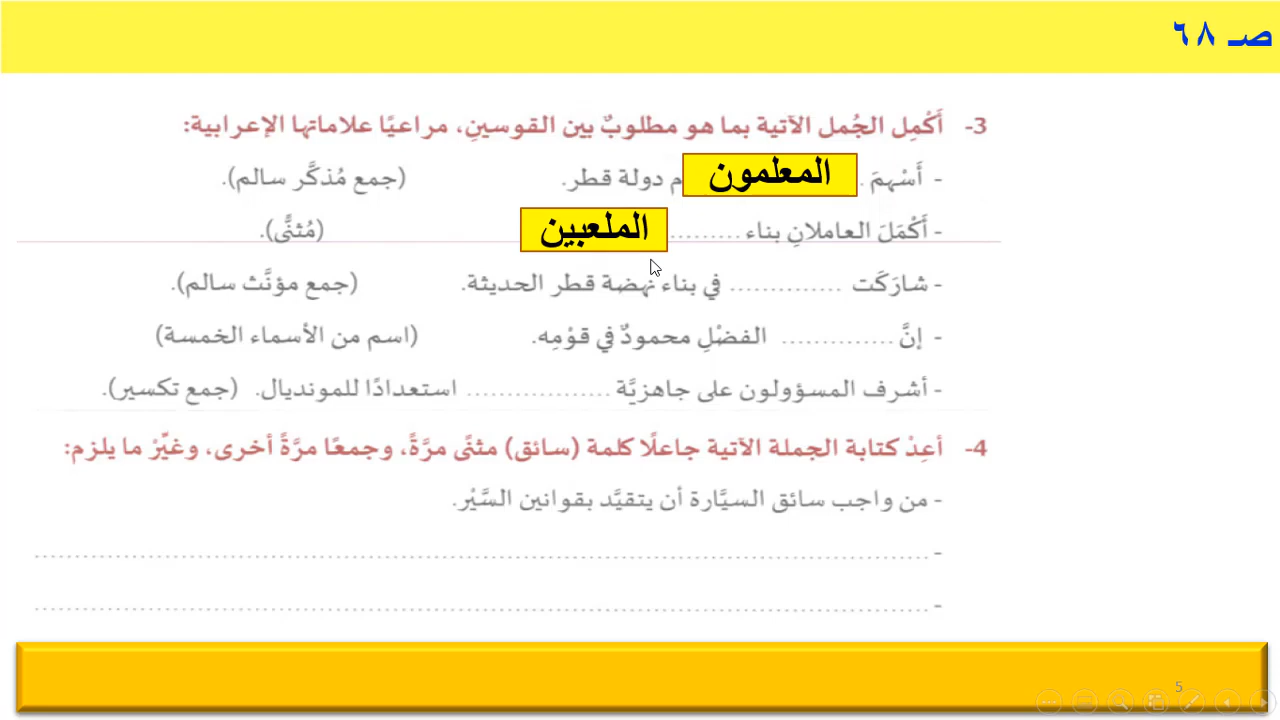 صـ ٦٨
3- أَكْمِل الجُمل الآتية بما هو مطلوبٌ بين القوسينِ، مراعيًا علاماتها الإعرابية:
- أَسْهمَ . المعلمون م دولة قطر. (جمع مُذكَّر سالم).
- أَكْمَلَ العاملانِ بناء ......... الملعبين (مُثنًّى).
- شارَكَت .............. في بناء نهضة قطر الحديثة. (جمع مؤنَّث سالم).
- إنَّ .............. الفضْلِ محمودٌ في قوْمِه. (اسم من الأسماء الخمسة)
- أشرف المسؤولون على جاهزيَّة .................. استعدادًا للمونديال. (جمع تكسير).
4- أعِدْ كتابة الجملة الآتية جاعلًا كلمة (سائق) مثنًى مرَّةً، وجمعًا مرَّةً أخرى، وغيِّرْ ما يلزم:
- من واجب سائق السيَّارة أن يتقيَّد بقوانين السَّيْر.
- ..................................................
- ..................................................
5